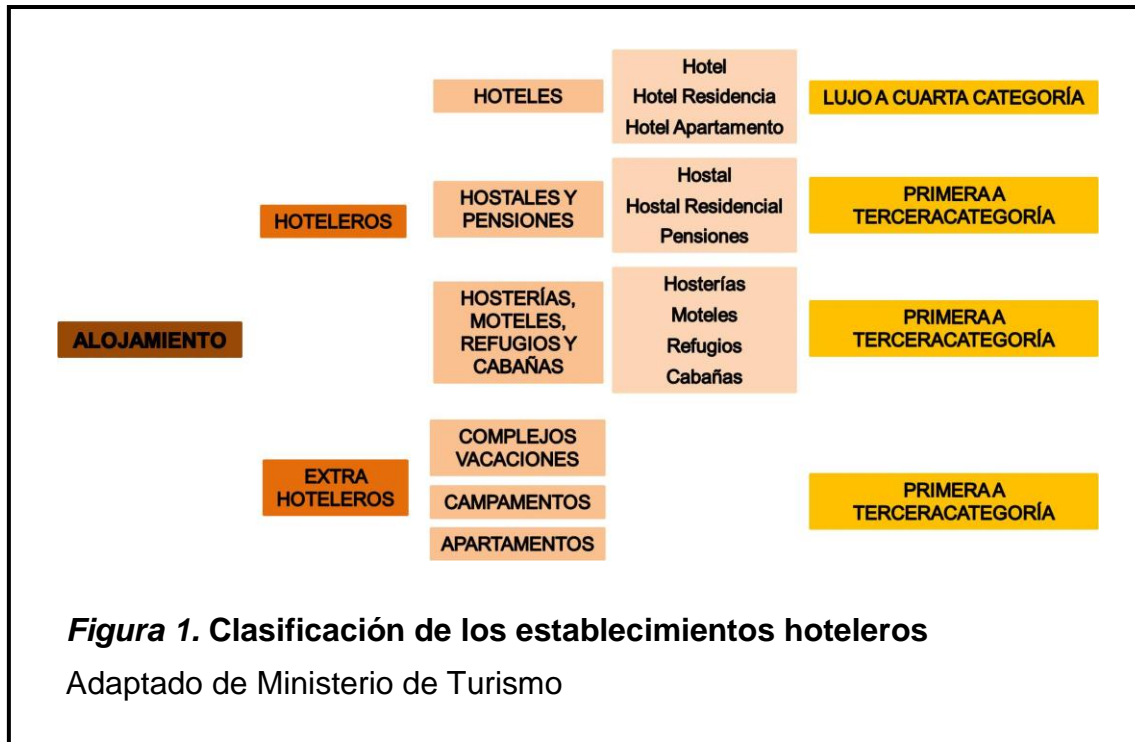 ALOJAMIENTO
HOTELEROS
HOTELES
Hotel
Hotel Residencia
Hotel Apartamento
LUJO A CUARTA CATEGORÍA
HOSTALES Y
PENSIONES
Hostal
Hostal Residencial
Pensiones
PRIMERA A
TERCERACATEGORÍA
HOSTERÍAS,
MOTELES,
REFUGIOS Y
CABAÑAS
Hosterías
Moteles
Refugios
Cabañas
PRIMERA A
TERCERACATEGORÍA
EXTRA
HOTELEROS
COMPLEJOS
VACACIONES
CAMPAMENTOS
APARTAMENTOS
PRIMERA A
TERCERACATEGORÍA
Figura 1. Clasificación de los establecimientos hoteleros
Adaptado de Ministerio de Turismo